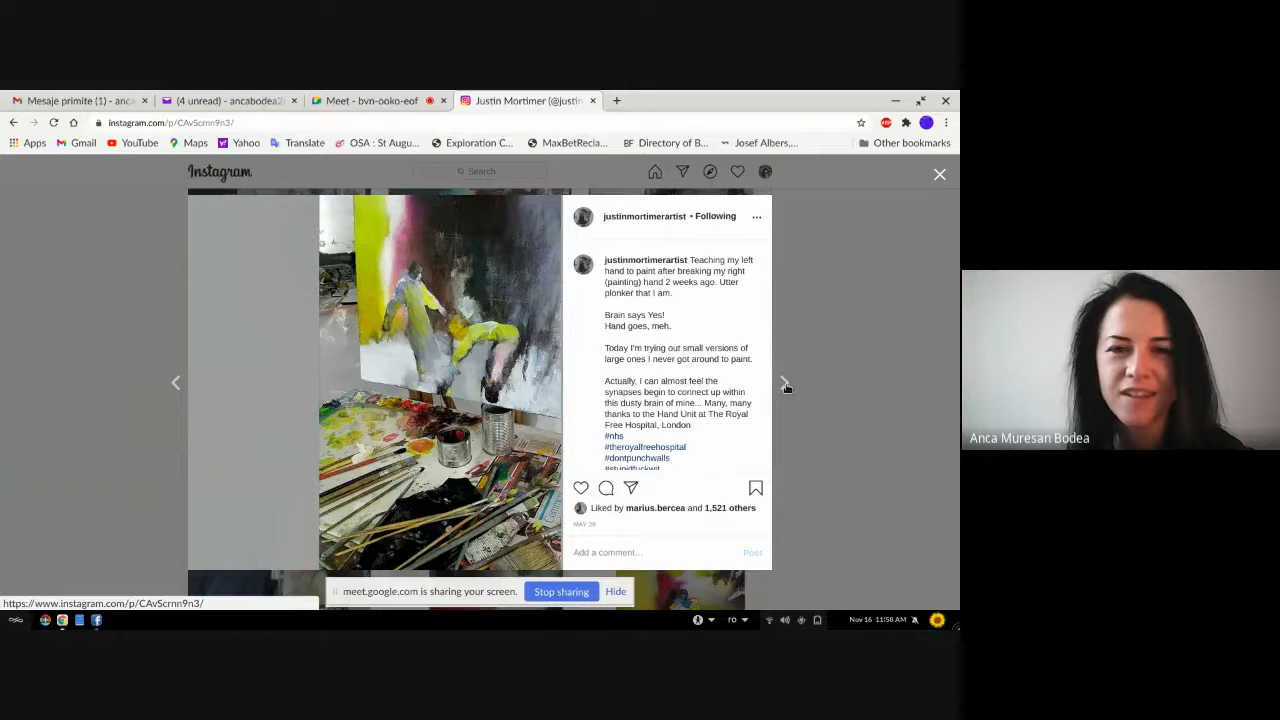 Mesaje primite (1) - anca
(4 unread) - ancabodea2
Meet - bvn-ooko-eof
Justin Mortimer (@justin
instagram.com/p/CAvScrnn9n3/
Apps
Gmail
YouTube
Maps
Yahoo
Translate
OSA : St Augu...
Exploration C...
MaxBetRecla...
BF Directory of B...
Josef Albers,...
Other bookmarks
Instagram
Search
justinmortimerartist • Following
justinmortimerartist Teaching my left
hand to paint after breaking my right
(painting) hand 2 weeks ago. Utter
plonker that I am.
Brain says Yes!
Hand goes, meh.
Today I'm trying out small versions of
large ones I never got around to paint.
Actually, I can almost feel the
synapses begin to connect up within
this dusty brain of mine... Many, many
thanks to the Hand Unit at The Royal
Free Hospital, London
#nhs
#theroyalfreehospital
#dontpunchwalls
#stupidfuckwit
Liked by marius.bercea and 1,521 others
MAY 28
Add a comment...
Post
meet.google.com is sharing your screen.
Stop sharing
Hide
https://www.instagram.com/p/CAvScrnn9n3/
ro
Nov 16 11:58 AM
Anca Muresan Bodea